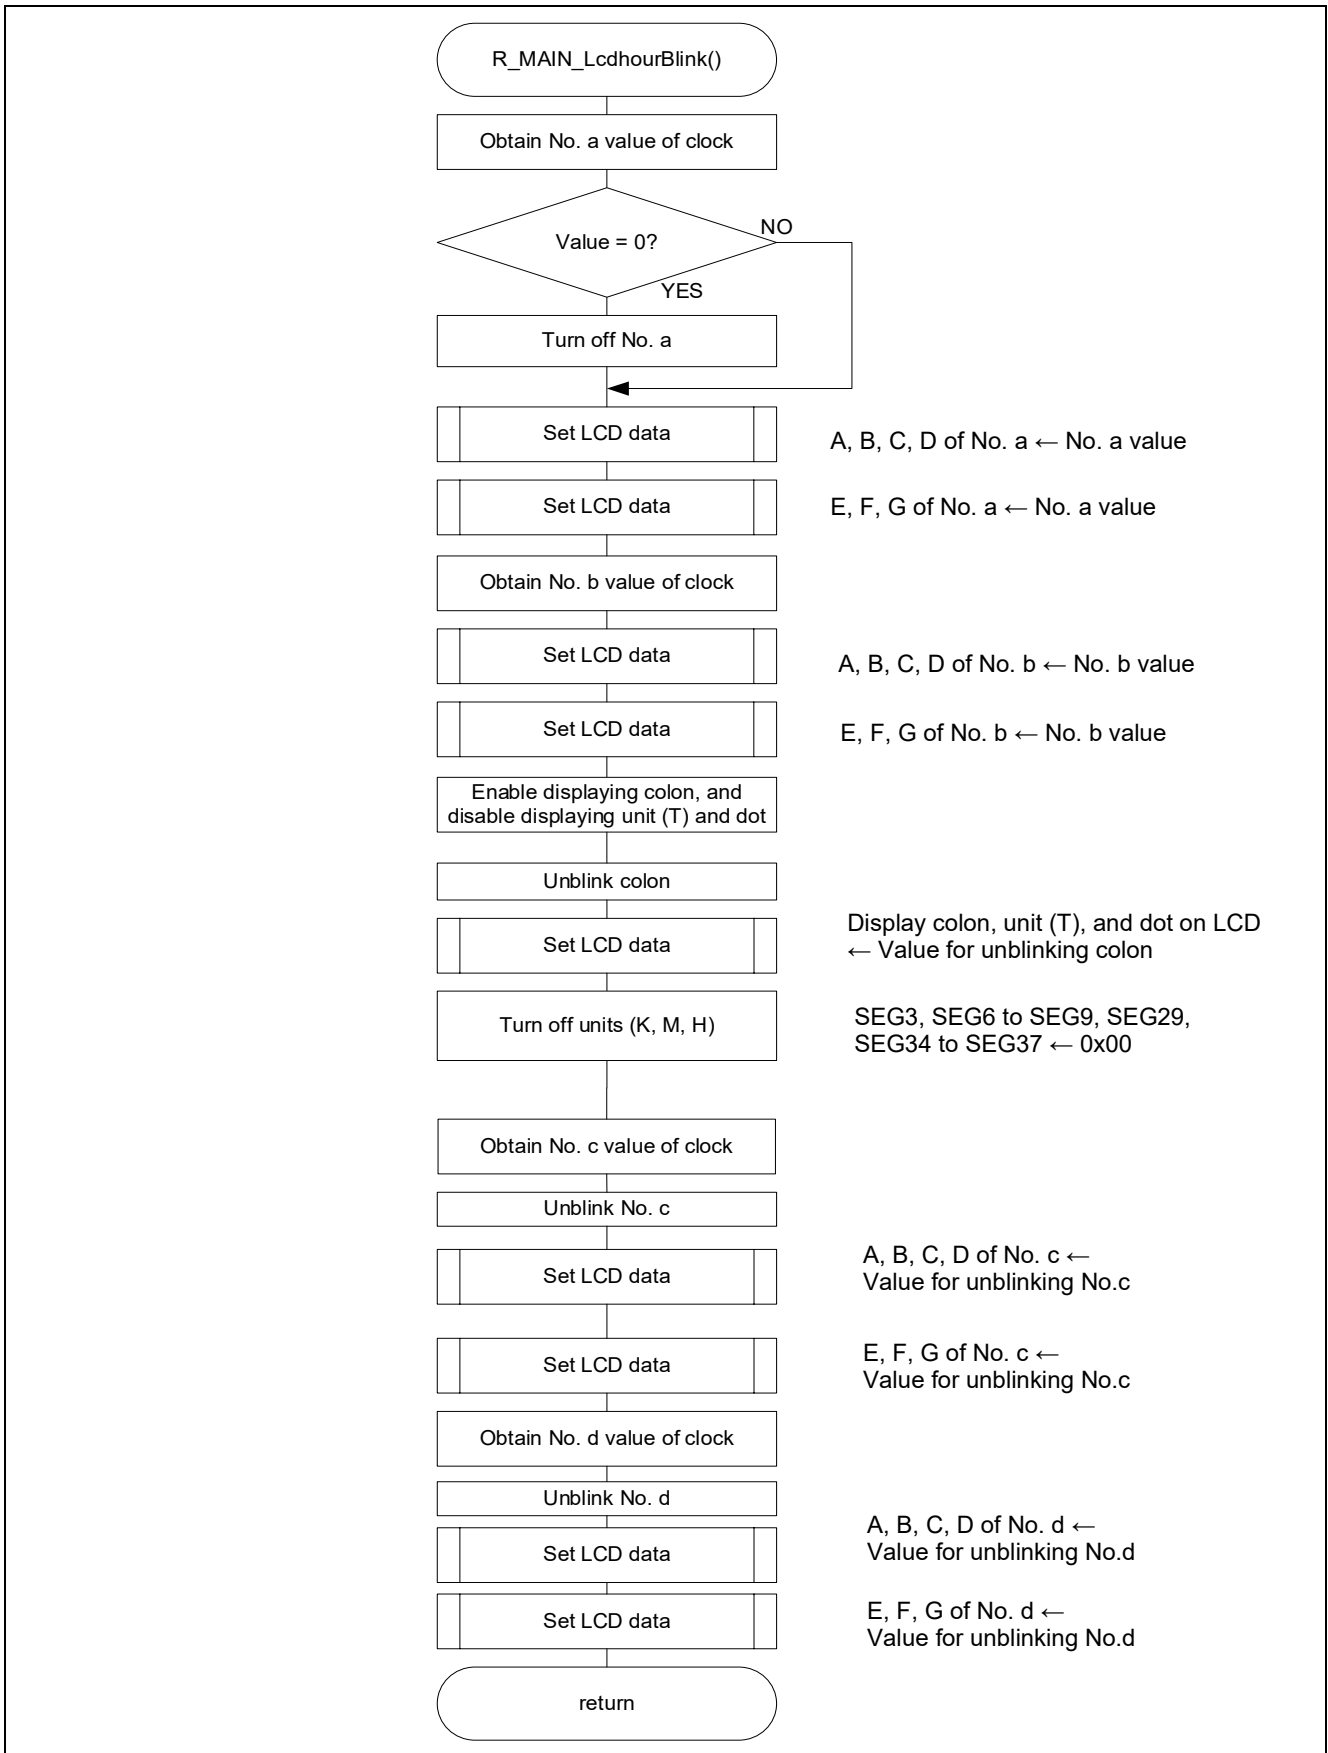 R_MAIN_LcdhourBlink()
Obtain No. a value of clock
Value = 0?
NO
YES
Turn off No. a
Set LCD data
A, B, C, D of No. a ← No. a value
Set LCD data
E, F, G of No. a ← No. a value
Obtain No. b value of clock
Set LCD data
A, B, C, D of No. b ← No. b value
Set LCD data
E, F, G of No. b ← No. b value
Enable displaying colon, and
disable displaying unit (T) and dot
Unblink colon
Set LCD data
Display colon, unit (T), and dot on LCD
← Value for unblinking colon
Turn off units (K, M, H)
SEG3, SEG6 to SEG9, SEG29,
SEG34 to SEG37 ← 0x00
Obtain No. c value of clock
Unblink No. c
Set LCD data
A, B, C, D of No. c ←
Value for unblinking No.c
Set LCD data
E, F, G of No. c ←
Value for unblinking No.c
Obtain No. d value of clock
Unblink No. d
Set LCD data
A, B, C, D of No. d ←
Value for unblinking No.d
Set LCD data
E, F, G of No. d ←
Value for unblinking No.d
return